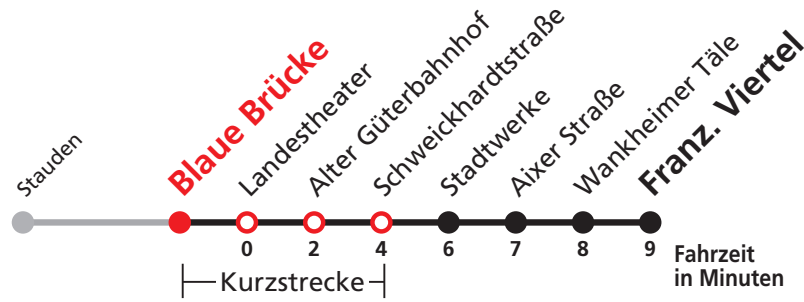 Stauden
Blaue Brücke
Landestheater
Alter Güterbahnhof
Schweickhardtstraße
Stadtwerke
Aixer Straße
Wankheimer Täle
Franz. Viertel
0 2 4 6 7 8 9
Fahrzeit
in Minuten
Kurzstrecke